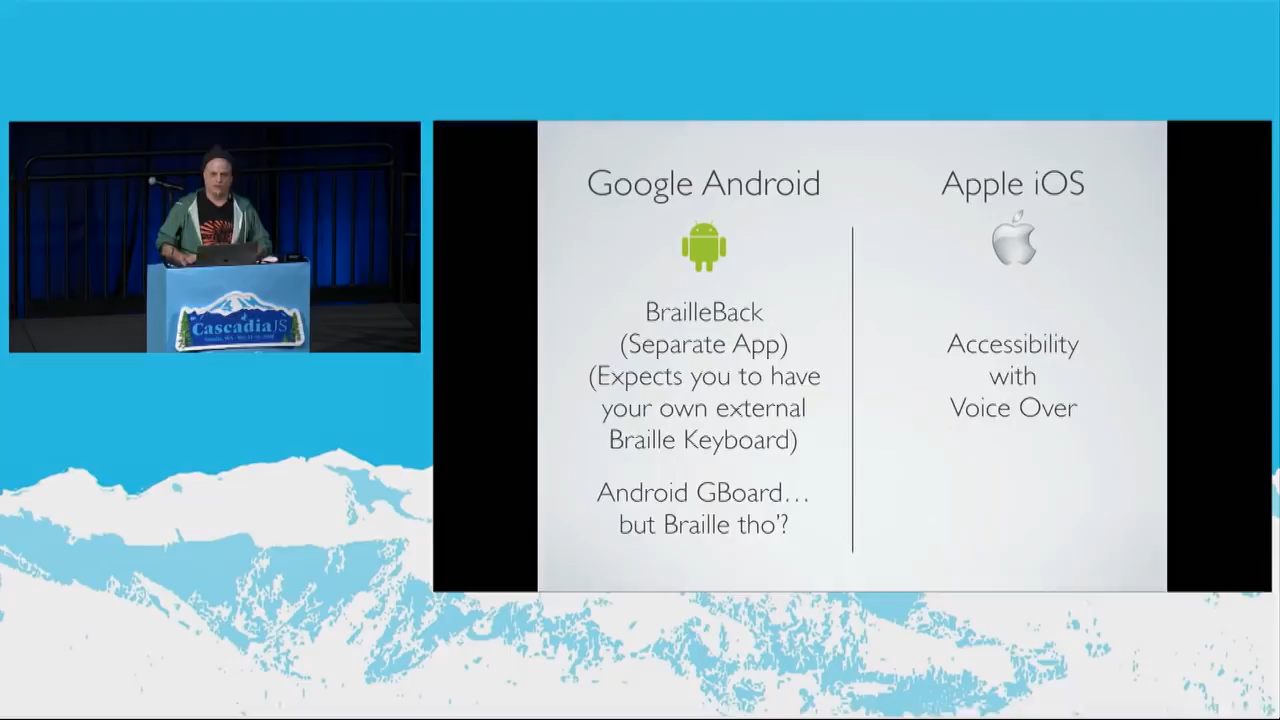 CascadiaJS
Google Android
BrailleBack
(Separate App)
(Expects you to have
your own external
Braille Keyboard)
Android GBoard...
but Braille tho'?
Apple iOS
Accessibility
with
Voice Over